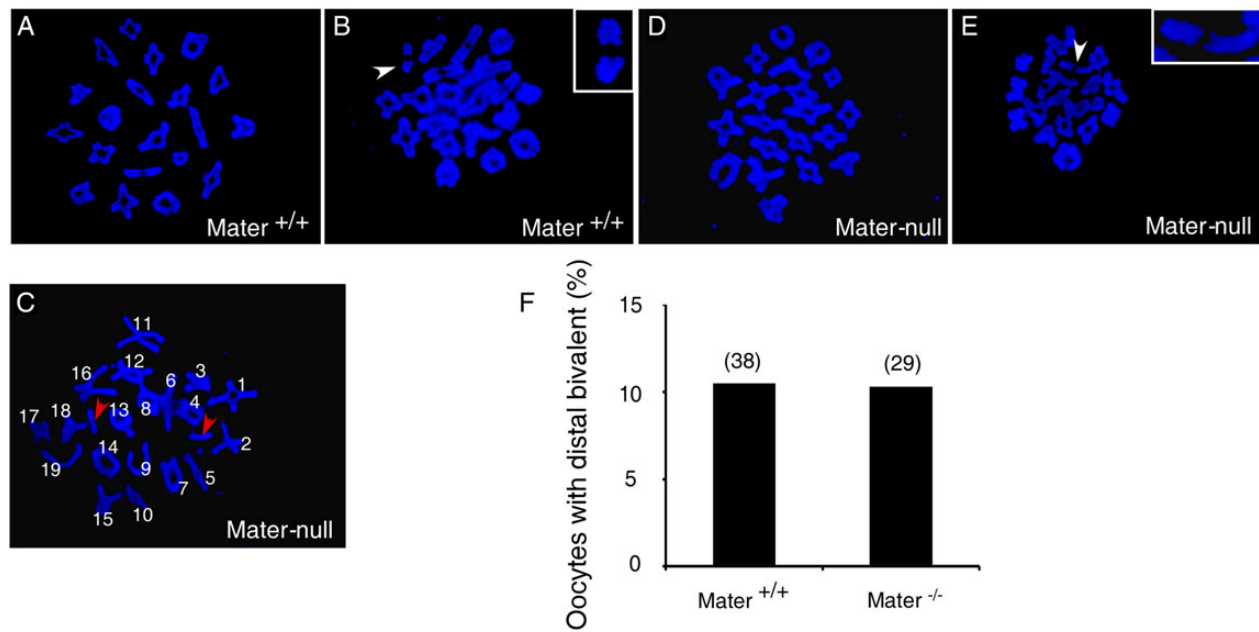 A
Mater +/+
B
Mater +/+
D
Mater-null
E
Mater-null
C
11
16 12 6 3 1
17 18 13 8 4
19 14 9 2
15 10 7 5
Mater-null
F
Oocytes with distal bivalent (%)
15
10
5
0
(38)
(29)
Mater +/+
Mater -/-